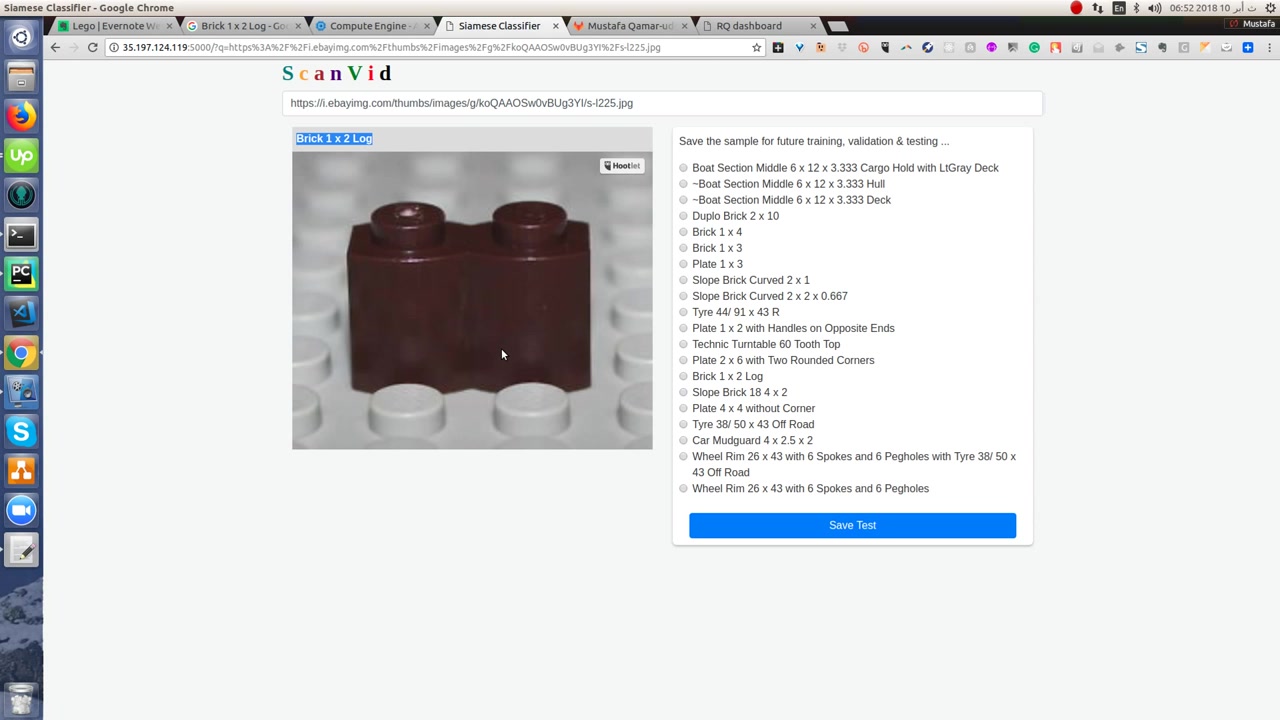 Siamese Classifier - Google Chrome
En
06:52 2018 ت أبر 10
Mustafa
Lego | Evernote We
Brick 1 x 2 Log - Goo
Compute Engine - A
Siamese Classifier
Mustafa Qamar-ud
RQ dashboard
35.197.124.119:5000/?q=https%3A%2F%2Fi.ebayimg.com%2Fthumbs%2Fimages%2Fg%2FkoQAAOSw0vBUg3YI%2Fs-l225.jpg
ScanVid
https://i.ebayimg.com/thumbs/images/g/koQAAOSw0vBUg3YI/s-l225.jpg
Brick 1 x 2 Log
Hootlet
Save the sample for future training, validation & testing ...
Boat Section Middle 6 x 12 x 3.333 Cargo Hold with LtGray Deck
~Boat Section Middle 6 x 12 x 3.333 Hull
~Boat Section Middle 6 x 12 x 3.333 Deck
Duplo Brick 2 x 10
Brick 1 x 4
Brick 1 x 3
Plate 1 x 3
Slope Brick Curved 2 x 1
Slope Brick Curved 2 x 2 x 0.667
Tyre 44/ 91 x 43 R
Plate 1 x 2 with Handles on Opposite Ends
Technic Turntable 60 Tooth Top
Plate 2 x 6 with Two Rounded Corners
Brick 1 x 2 Log
Slope Brick 18 4 x 2
Plate 4 x 4 without Corner
Tyre 38/ 50 x 43 Off Road
Car Mudguard 4 x 2.5 x 2
Wheel Rim 26 x 43 with 6 Spokes and 6 Pegholes with Tyre 38/ 50 x
43 Off Road
Wheel Rim 26 x 43 with 6 Spokes and 6 Pegholes
Save Test
Up
PC